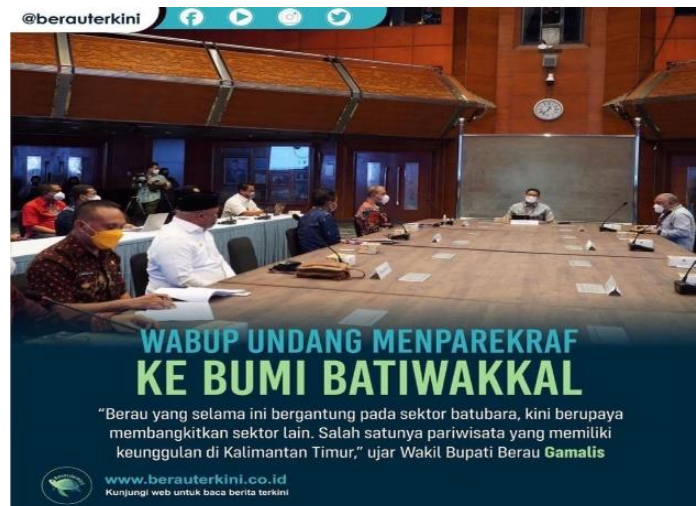 @berauterkini
WABUP UNDANG MENPAREKRAF
KE BUMI BATIWAKKAL
“Berau yang selama ini bergantung pada sektor batubara, kini berupaya
membangkitkan sektor lain. Salah satunya pariwisata yang memiliki
keunggulan di Kalimantan Timur,” ujar Wakil Bupati Berau Gamalis
www.berauterkini.co.id
Kunjungi web untuk baca berita terkini